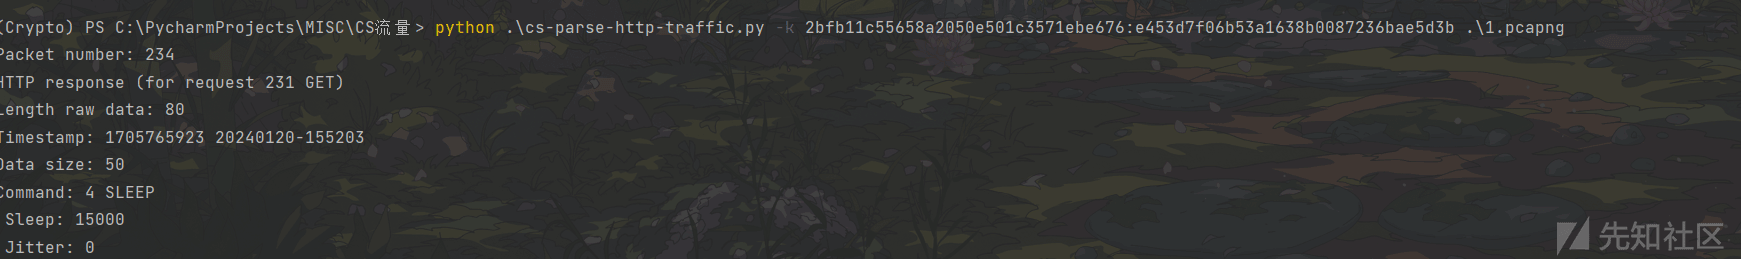 (Crypto) PS C:\PycharmProjects\MISC\CS流量> python .\cs-parse-http-traffic.py -k 2bfb11c55658a2050e501c3571ebe676:e453d7f06b53a1638b0087236bae5d3b .\1.pcapng
Packet number: 234
HTTP response (for request 231 GET)
Length raw data: 80
Timestamp: 1705765923 20240120-155203
Data size: 50
Command: 4 SLEEP
Sleep: 15000
Jitter: 0
先知社区